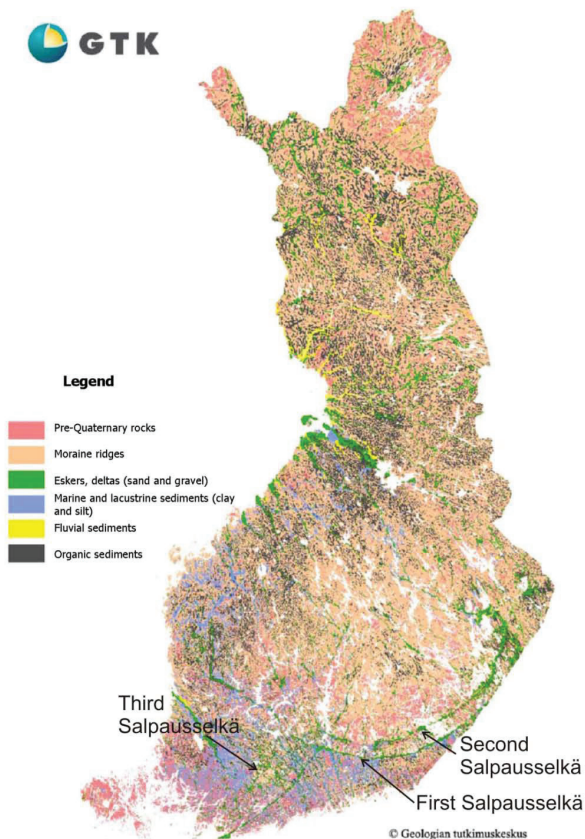 GTK
Legend
Pre-Quaternary rocks
Moraine ridges
Eskers, deltas (sand and gravel)
Marine and lacustrine sediments (clay
and silt)
Fluvial sediments
Organic sediments
Third
Salpausselkä
Second
Salpausselkä
First Salpausselkä
© Geologian tutkimuskeskus